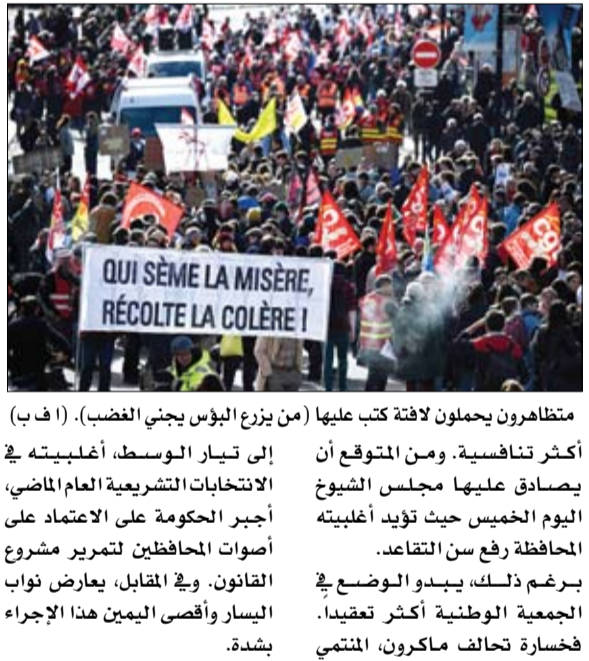 QUI SÈME LA MISÈRE,
RÉCOLTE LA COLÈRE !
متظاهرون يحملون لافتة كتب عليها (من يزرع البؤس يجني الغضب). (ا ف ب)
أكثر تنافسية. ومن المتوقع أن
يصادق عليها مجلس الشيوخ
اليوم الخميس حيث تؤيد أغلبيته
المحافظة رفع سن التقاعد.
برغم ذلك، يبدو الوضع في
الجمعية الوطنية أكثر تعقيدا.
فخسارة تحالف ماكرون، المنتمي
إلى تيار الوسط، أغلبيته في
الانتخابات التشريعية العام الماضي،
أجبر الحكومة على الاعتماد على
أصوات المحافظين لتمرير مشروع
القانون. وفي المقابل، يعارض نواب
اليسار وأقصى اليمين هذا الإجراء
بشدة.